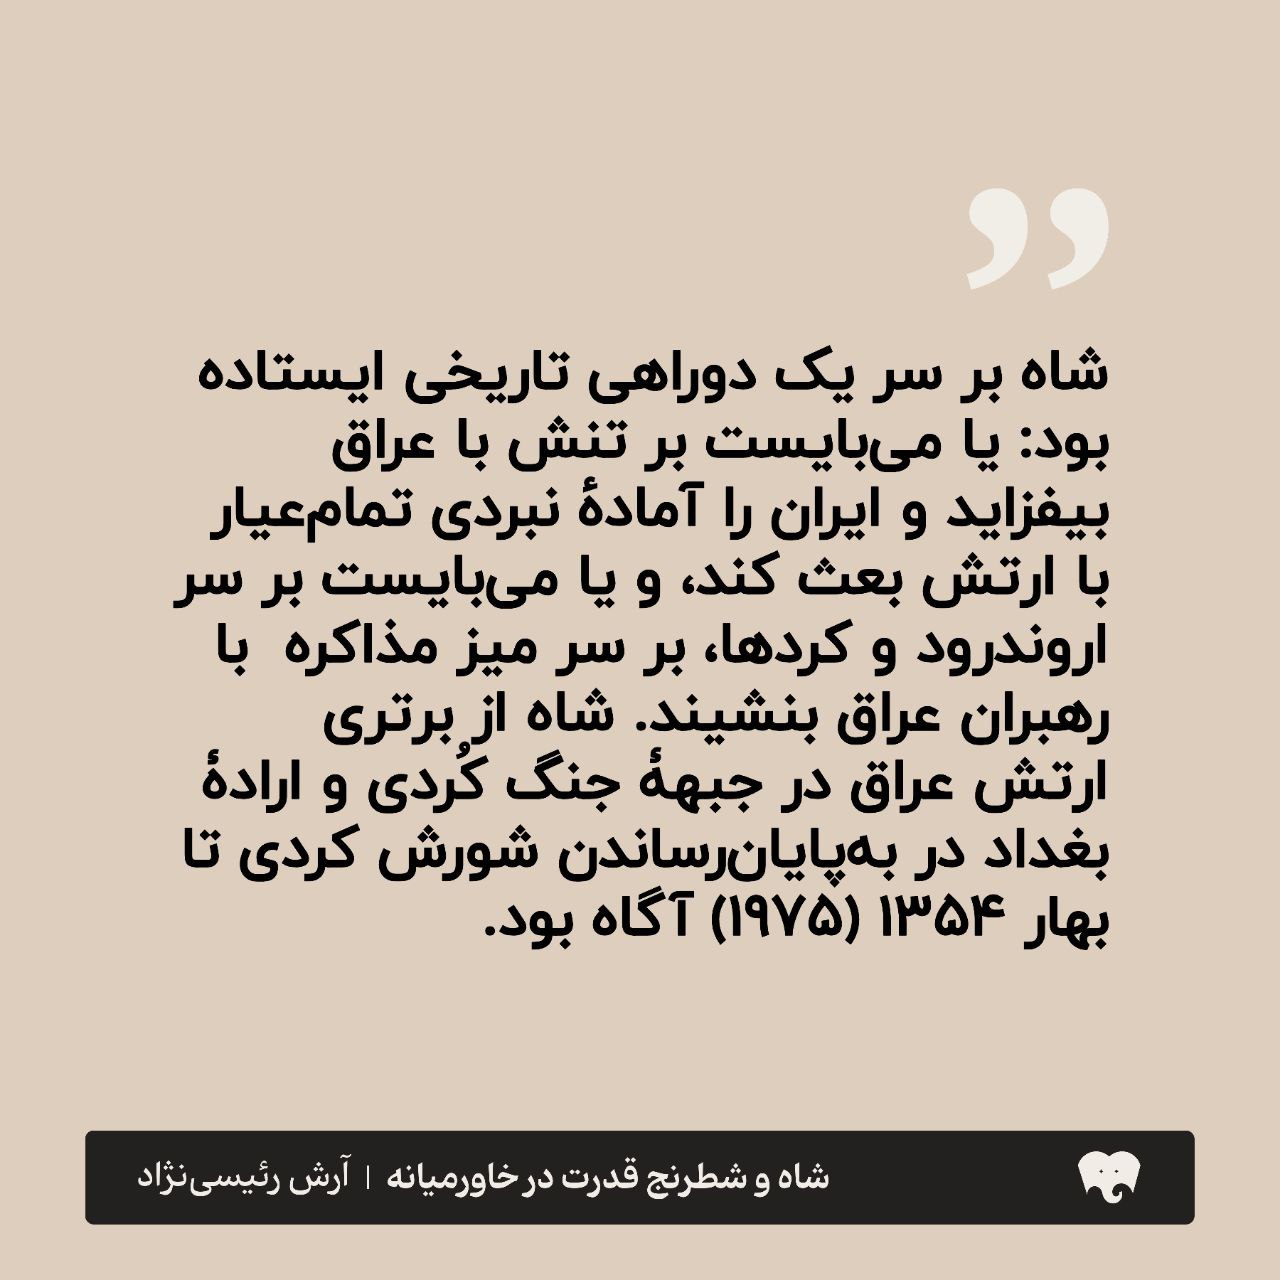 شاه بر سر یک دوراهی تاریخی ایستاده
بود: یا می‌بایست بر تنش با عراق
بیفزاید و ایران را آمادهٔ نبردی تمام‌عیار
با ارتش بعث کند، و یا می‌بایست بر سر
اروندرود و کردها، بر سر میز مذاکره با
رهبران عراق بنشیند. شاه از برتری
ارتش عراق در جبههٔ جنگ کُردی و ارادهٔ
بغداد در به‌پایان‌رساندن شورش کردی تا
بهار ۱۳۵۴ (۱۹۷۵) آگاه بود.
شاه و شطرنج قدرت در خاورمیانه | آرش رئیسی‌نژاد